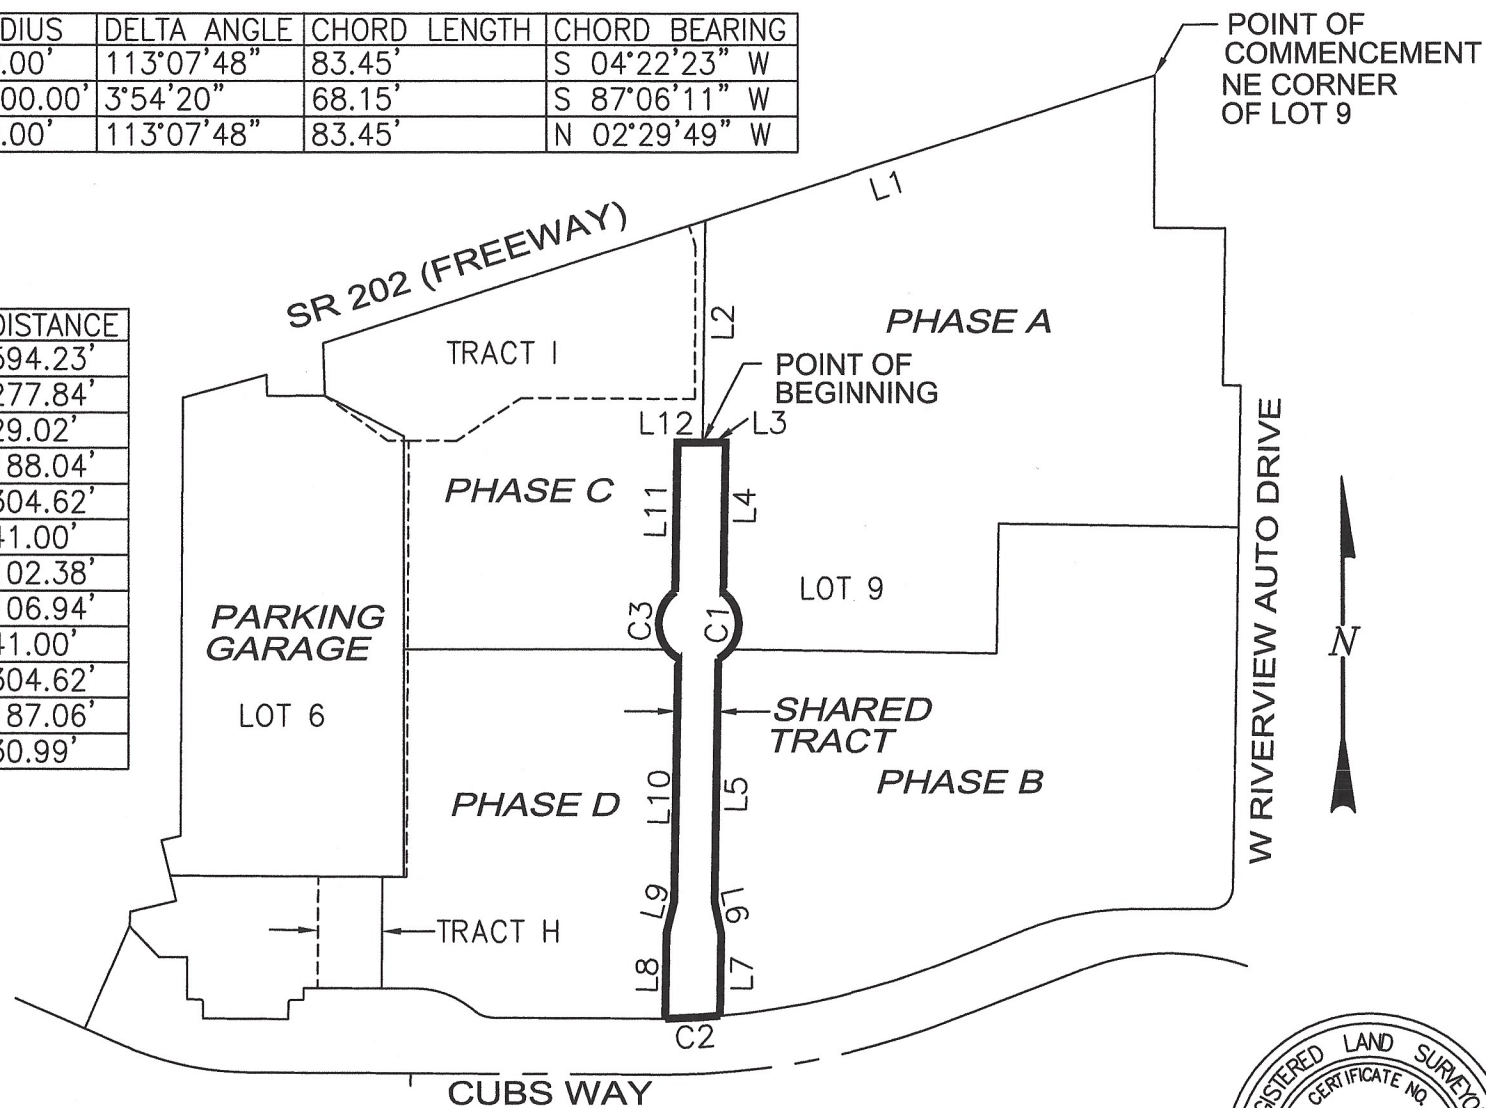 DIUS DELTA ANGLE CHORD LENGTH CHORD BEARING
.00' 113°07'48" 83.45' S 04°22'23" W
00.00' 3°54'20" 68.15' S 87°06'11" W
.00' 113°07'48" 83.45' N 02°29'49" W
POINT OF
COMMENCEMENT
NE CORNER
OF LOT 9
L1
SR 202 (FREEWAY)
DISTANCE
594.23'
277.84'
29.02'
88.04'
304.62'
41.00'
02.38'
06.94'
41.00'
304.62'
87.06'
30.99'
L2
PHASE A
TRACT I
POINT OF
BEGINNING
L12
L3
PHASE C
L11
L4
LOT 9
C3
C1
PARKING
GARAGE
LOT 6
W RIVERVIEW AUTO DRIVE
N
SHARED
TRACT
PHASE B
PHASE D
L10
L5
L9
L6
TRACT H
L8
L7
C2
CUBS WAY
GISTERED LAND SURVEYO
CERTIFICATE NO.